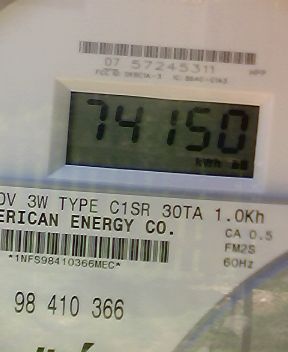 07 57245311
74150
kWh
0V 3W TYPE C1SR 30TA 1.0Kh
ERICAN ENERGY CO.
CA 0.5
*1NFS98410366MEC*
FM2S
60Hz
98 410 366